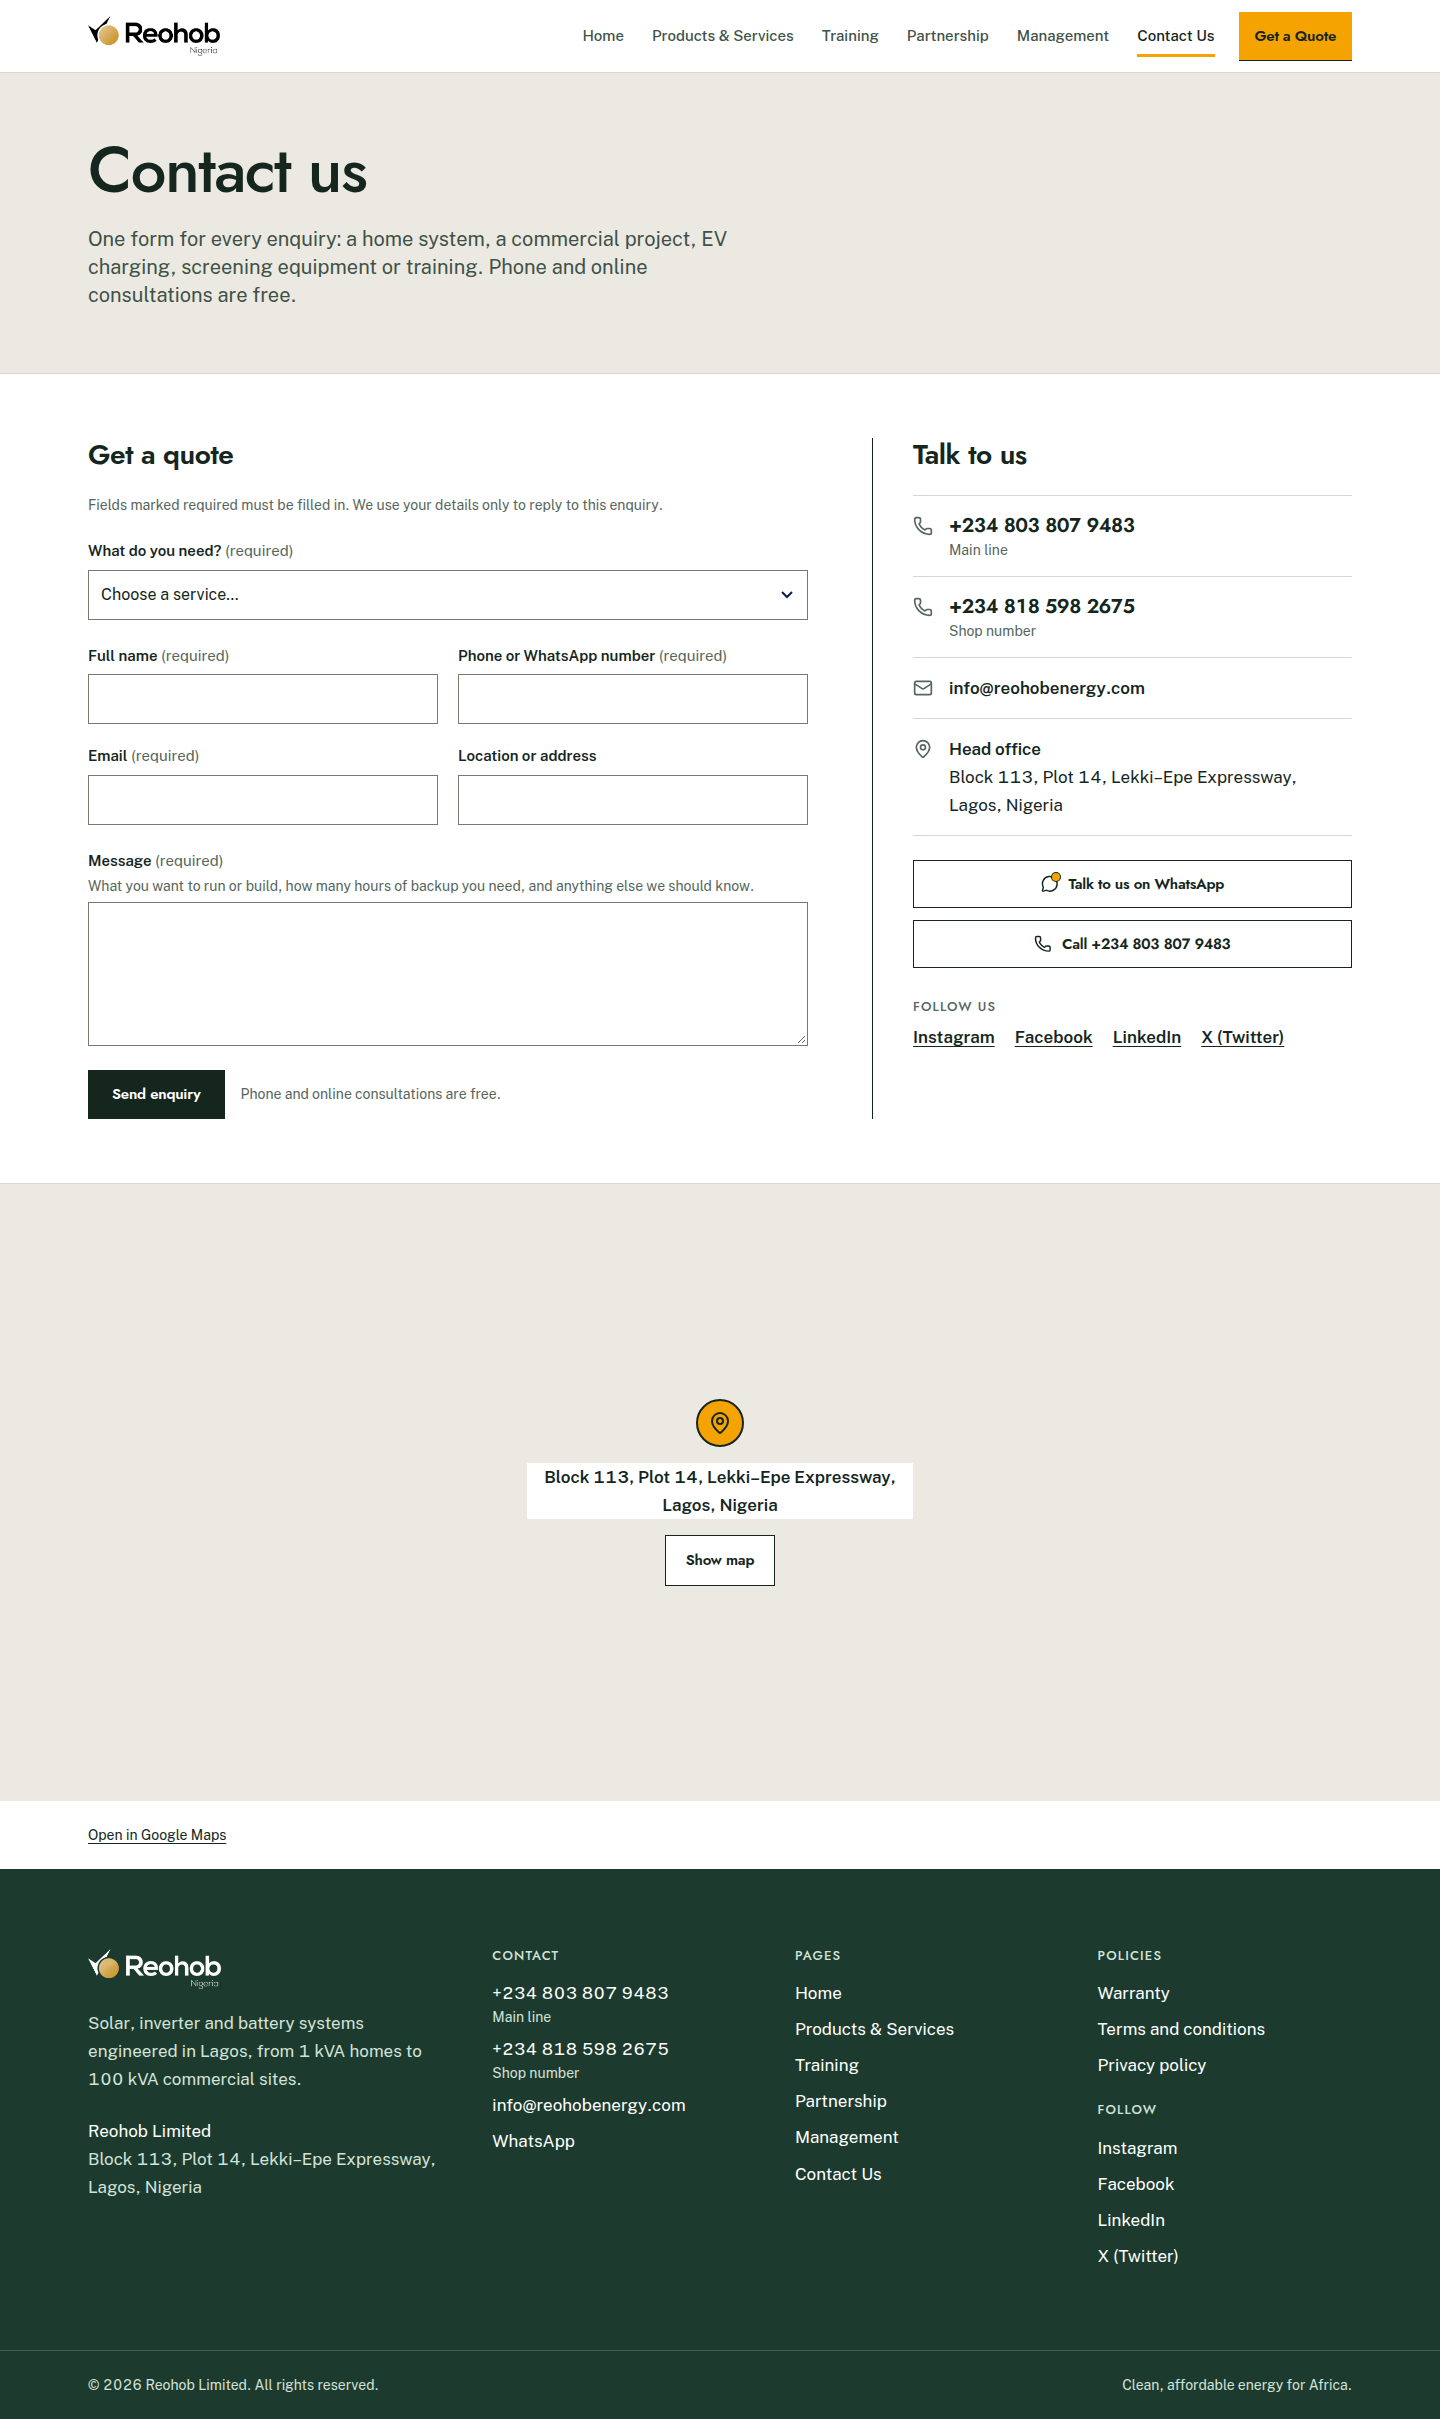 Reohob
Nigeria
Home
Products & Services
Training
Partnership
Management
Contact Us
Get a Quote
Contact us
One form for every enquiry: a home system, a commercial project, EV
charging, screening equipment or training. Phone and online
consultations are free.
Get a quote
Fields marked required must be filled in. We use your details only to reply to this enquiry.
What do you need? (required)
Choose a service...
Full name (required)
Phone or WhatsApp number (required)
Email (required)
Location or address
Message (required)
What you want to run or build, how many hours of backup you need, and anything else we should know.
Send enquiry
Phone and online consultations are free.
Talk to us
+234 803 807 9483
Main line
+234 818 598 2675
Shop number
info@reohobenergy.com
Head office
Block 113, Plot 14, Lekki–Epe Expressway,
Lagos, Nigeria
Talk to us on WhatsApp
Call +234 803 807 9483
FOLLOW US
Instagram
Facebook
LinkedIn
X (Twitter)
Block 113, Plot 14, Lekki–Epe Expressway,
Lagos, Nigeria
Show map
Open in Google Maps
Reohob
Nigeria
Solar, inverter and battery systems
engineered in Lagos, from 1 kVA homes to
100 kVA commercial sites.
Reohob Limited
Block 113, Plot 14, Lekki–Epe Expressway,
Lagos, Nigeria
CONTACT
+234 803 807 9483
Main line
+234 818 598 2675
Shop number
info@reohobenergy.com
WhatsApp
PAGES
Home
Products & Services
Training
Partnership
Management
Contact Us
POLICIES
Warranty
Terms and conditions
Privacy policy
FOLLOW
Instagram
Facebook
LinkedIn
X (Twitter)
© 2026 Reohob Limited. All rights reserved.
Clean, affordable energy for Africa.